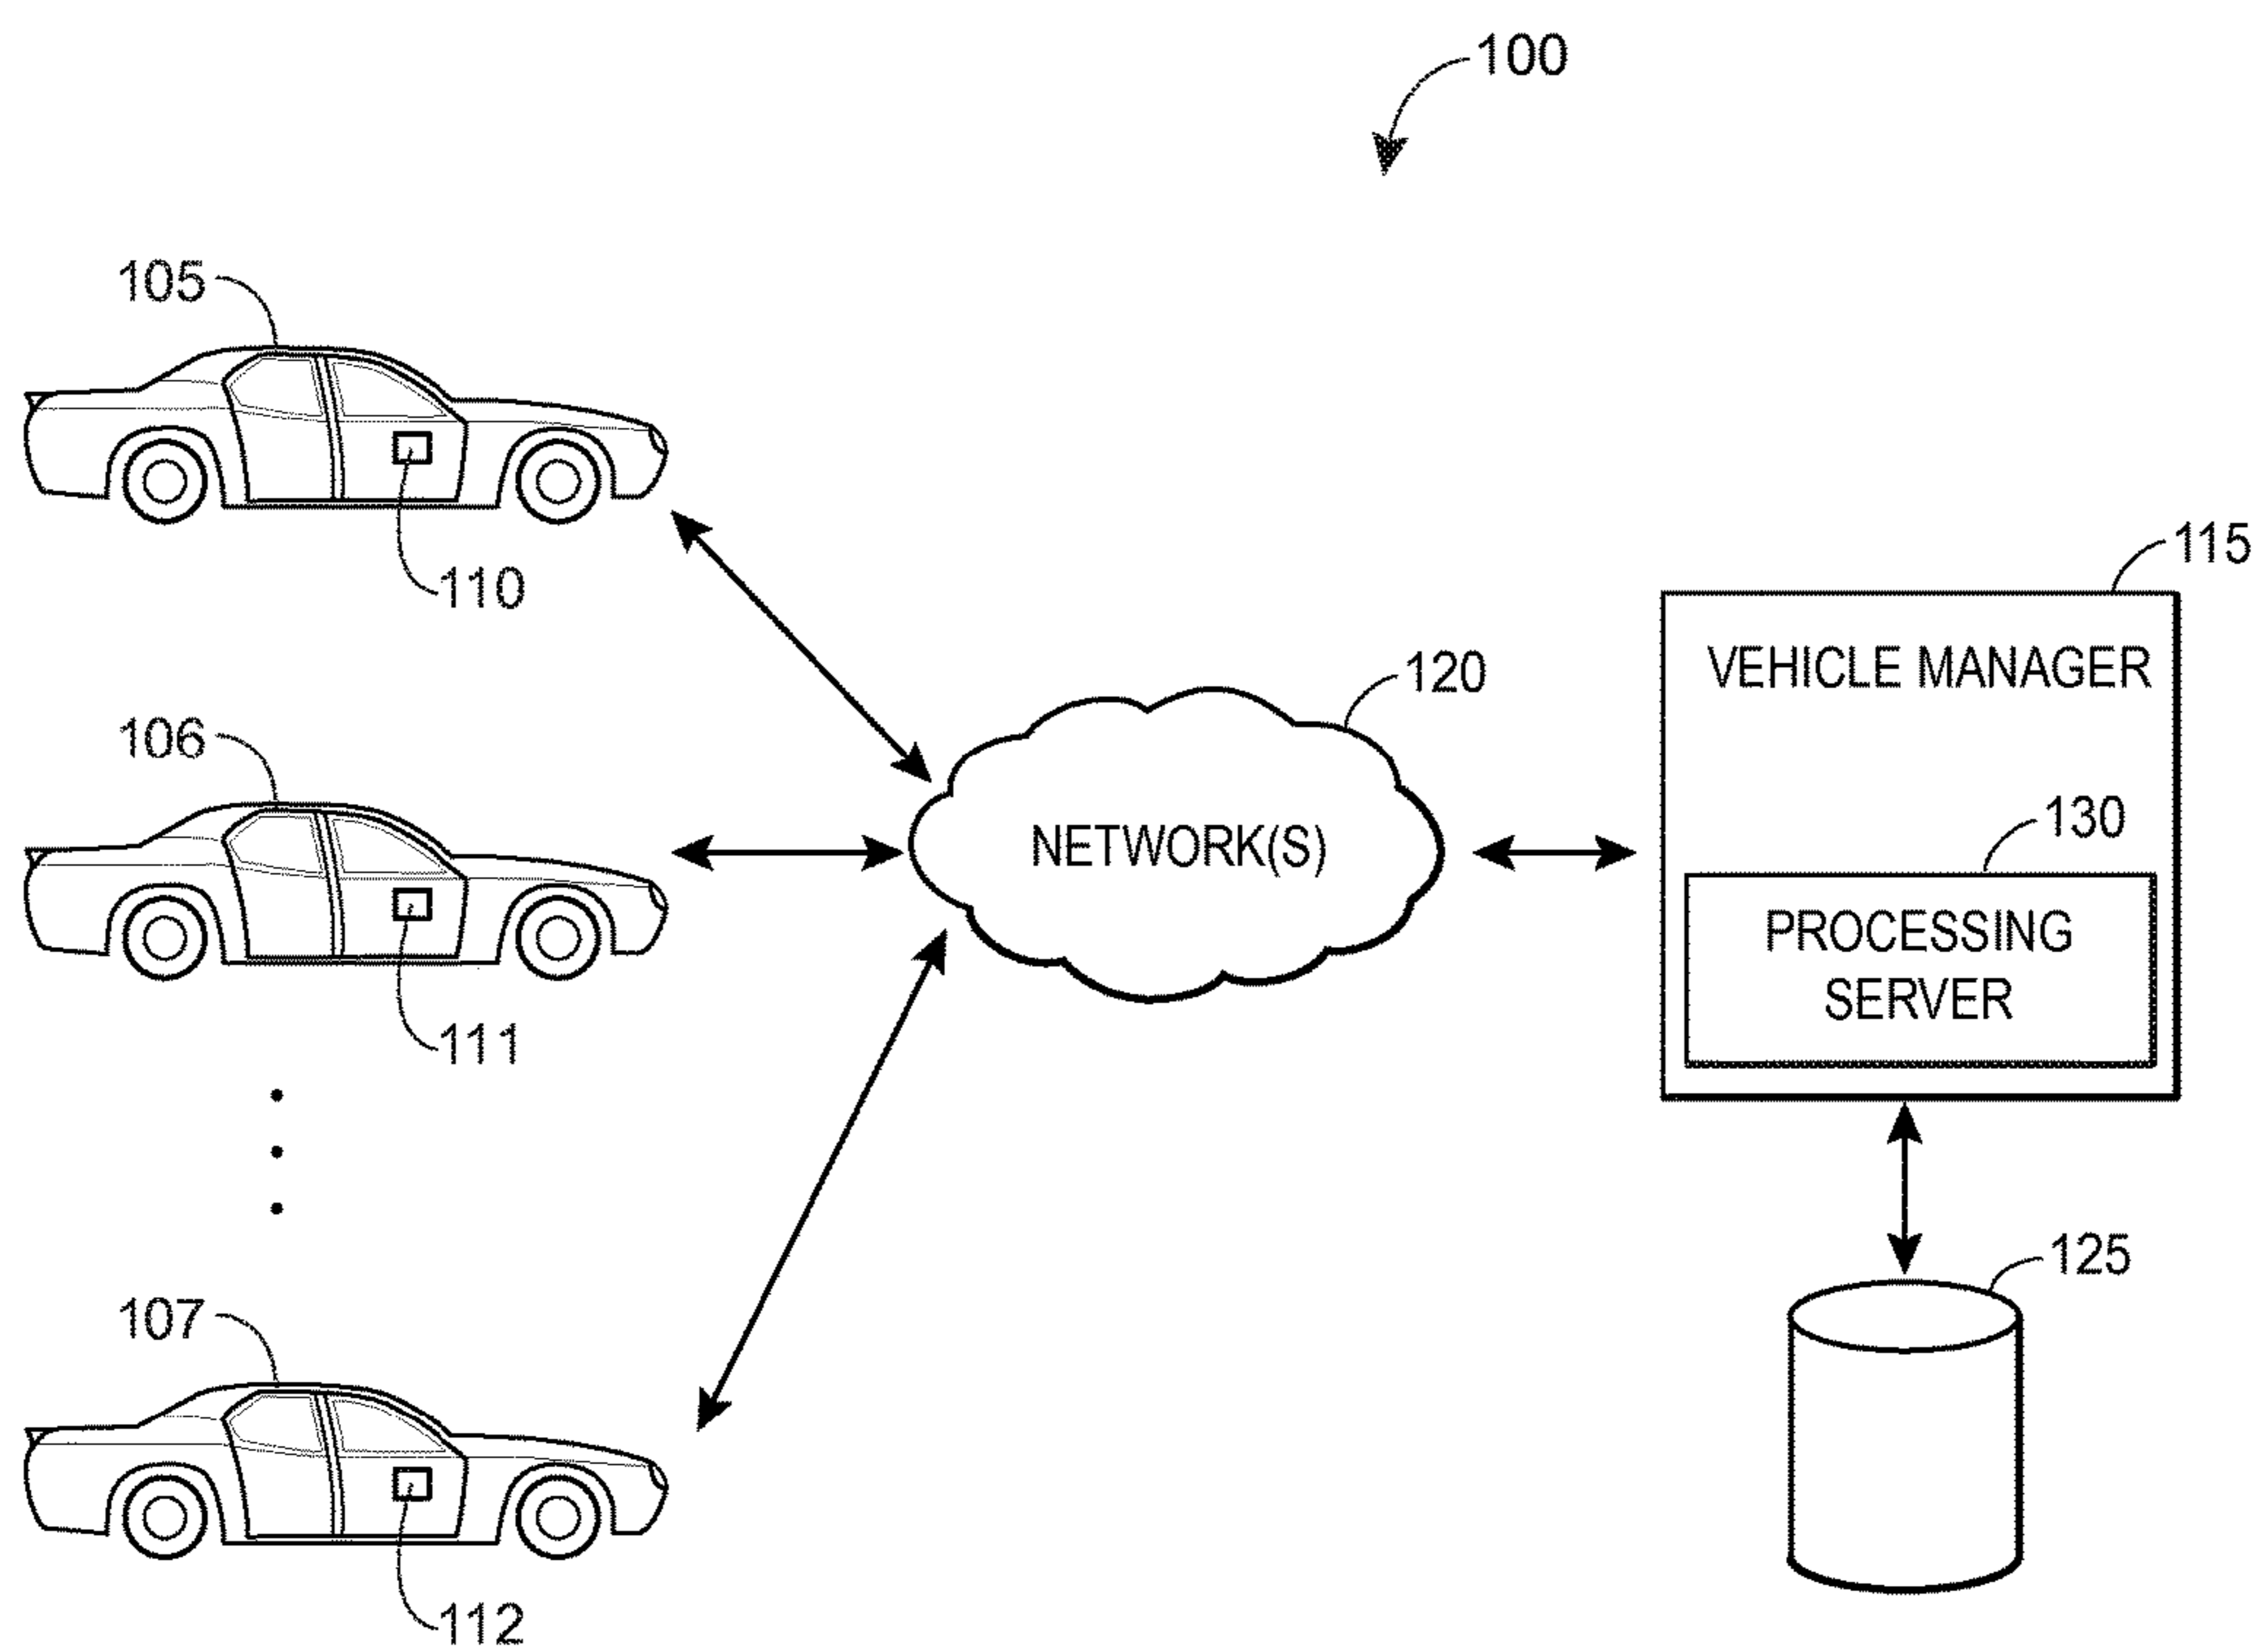 100
105
110
115
VEHICLE MANAGER
120
106
130
NETWORK(S)
PROCESSING
SERVER
111
125
107
112